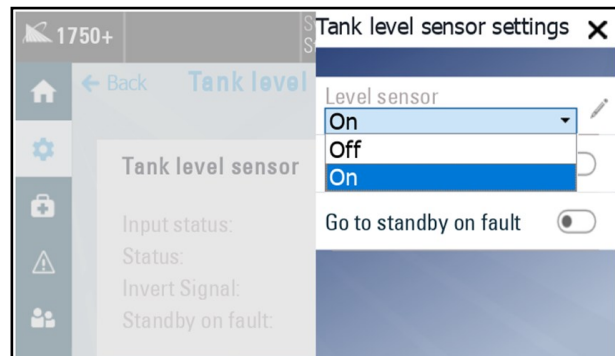 1750+
S
S
Tank level sensor settings
← Back
Tank level
Level sensor
On
Off
On
Tank level sensor
Go to standby on fault
Input status:
Status:
Invert Signal:
Standby on fault: